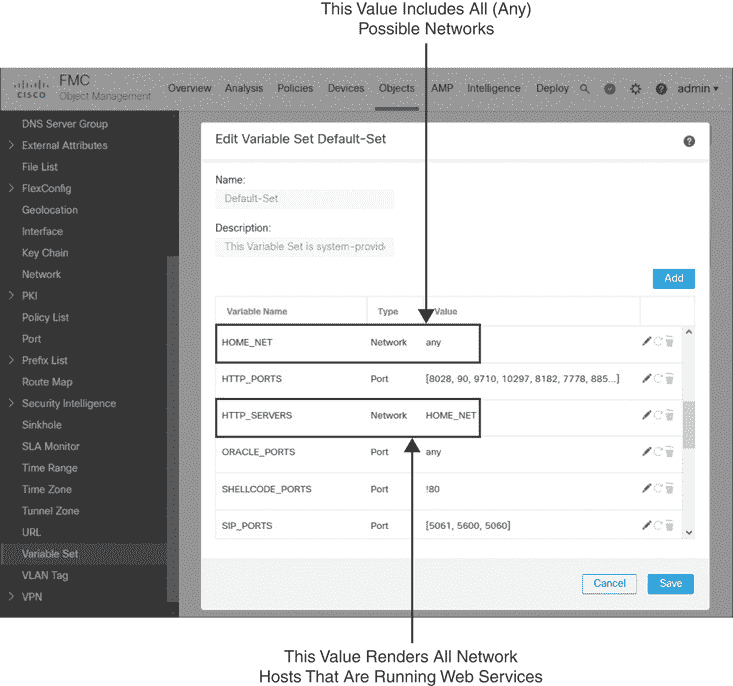 This Value Includes All (Any)
Possible Networks
CISCO
FMC
Object Management
Overview Analysis Policies Devices Objects AMP Intelligence Deploy admin
DNS Server Group
External Attributes
File List
FlexConfig
Geolocation
Interface
Key Chain
Network
PKI
Policy List
Port
Prefix List
Route Map
Security Intelligence
Sinkhole
SLA Monitor
Time Range
Time Zone
Tunnel Zone
URL
Variable Set
VLAN Tag
VPN
Edit Variable Set Default-Set
Name:
Default-Set
Description:
This Variable Set is system-provid
Add
Variable Name Type Value
HOME_NET Network any
HTTP_PORTS Port [8028, 90, 9710, 10297, 8182, 7778, 885...]
HTTP_SERVERS Network HOME_NET
ORACLE_PORTS Port any
SHELLCODE_PORTS Port !80
SIP_PORTS Port [5061, 5600, 5060]
Cancel Save
This Value Renders All Network
Hosts That Are Running Web Services